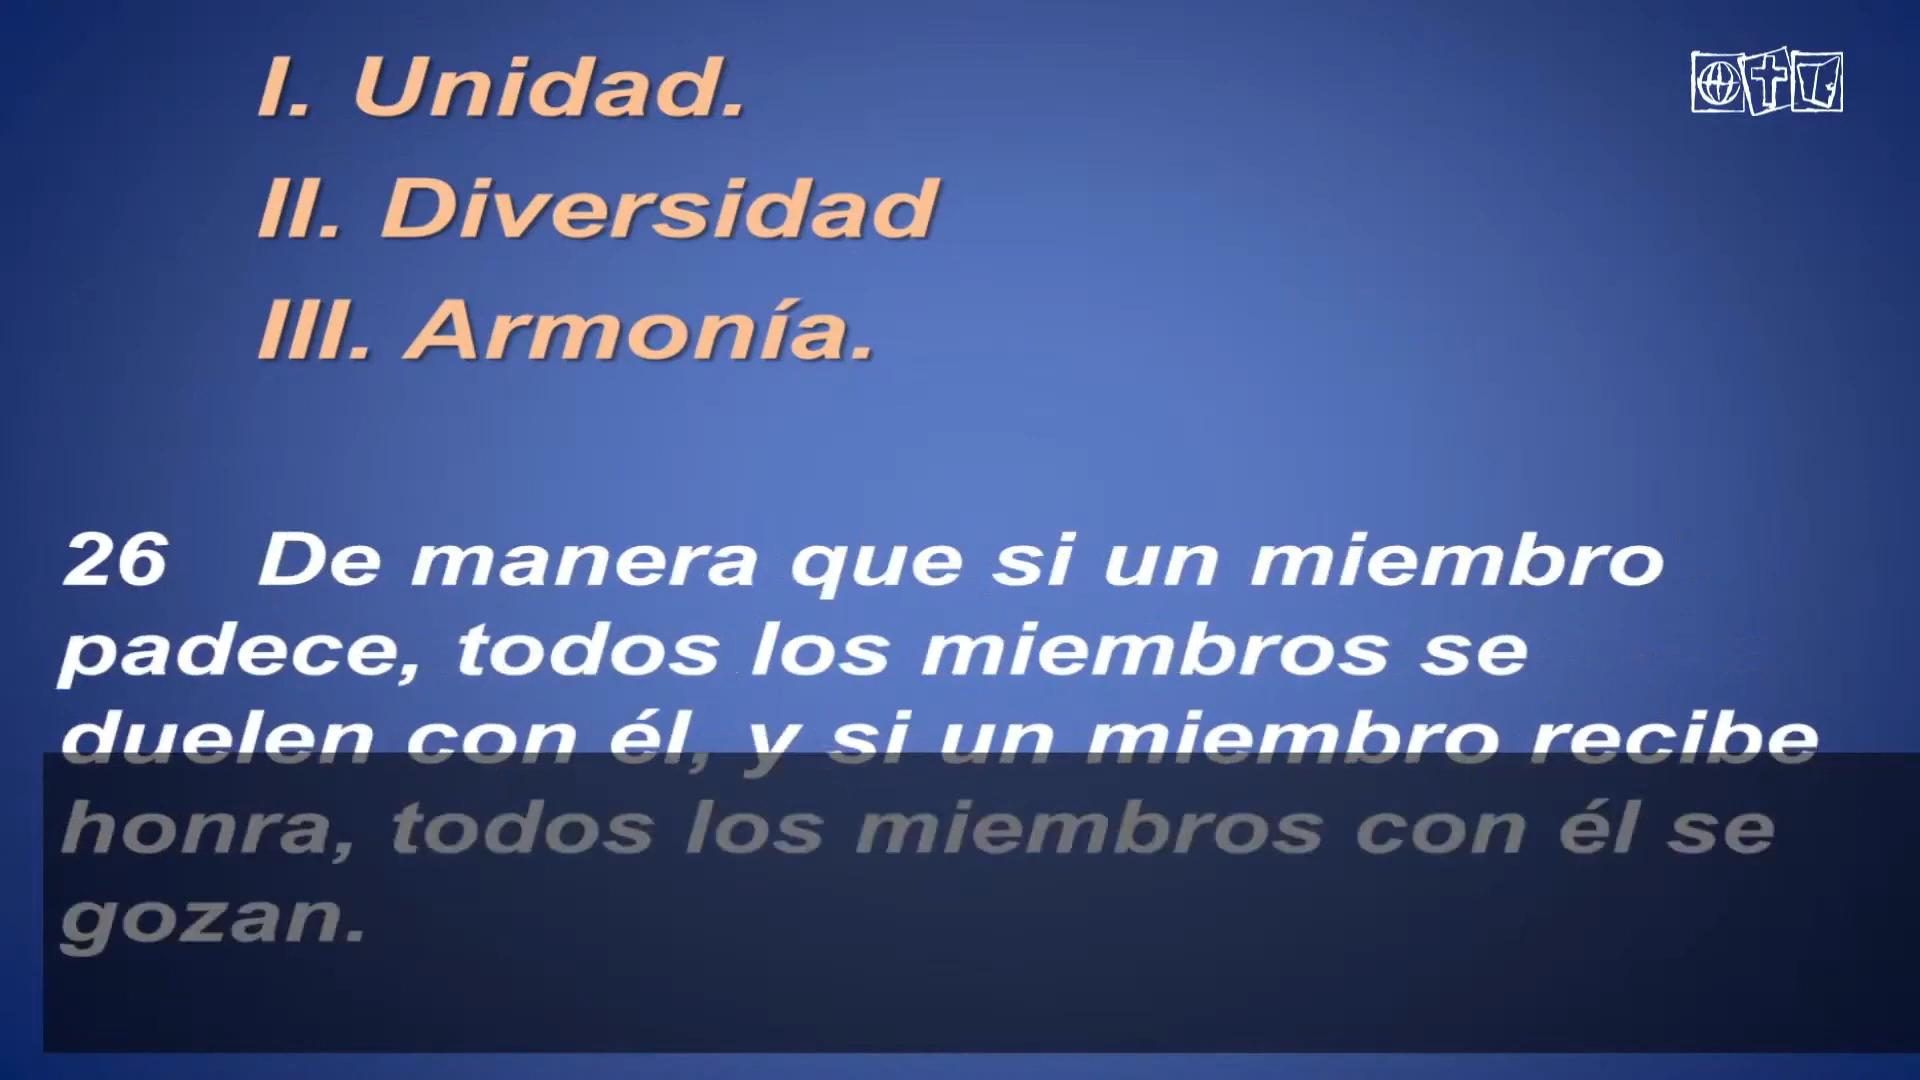 I. Unidad.
II. Diversidad
III. Armonía.
26 De manera que si un miembro
padece, todos los miembros se
duelen con él, y si un miembro recibe
honra, todos los miembros con él se
gozan.